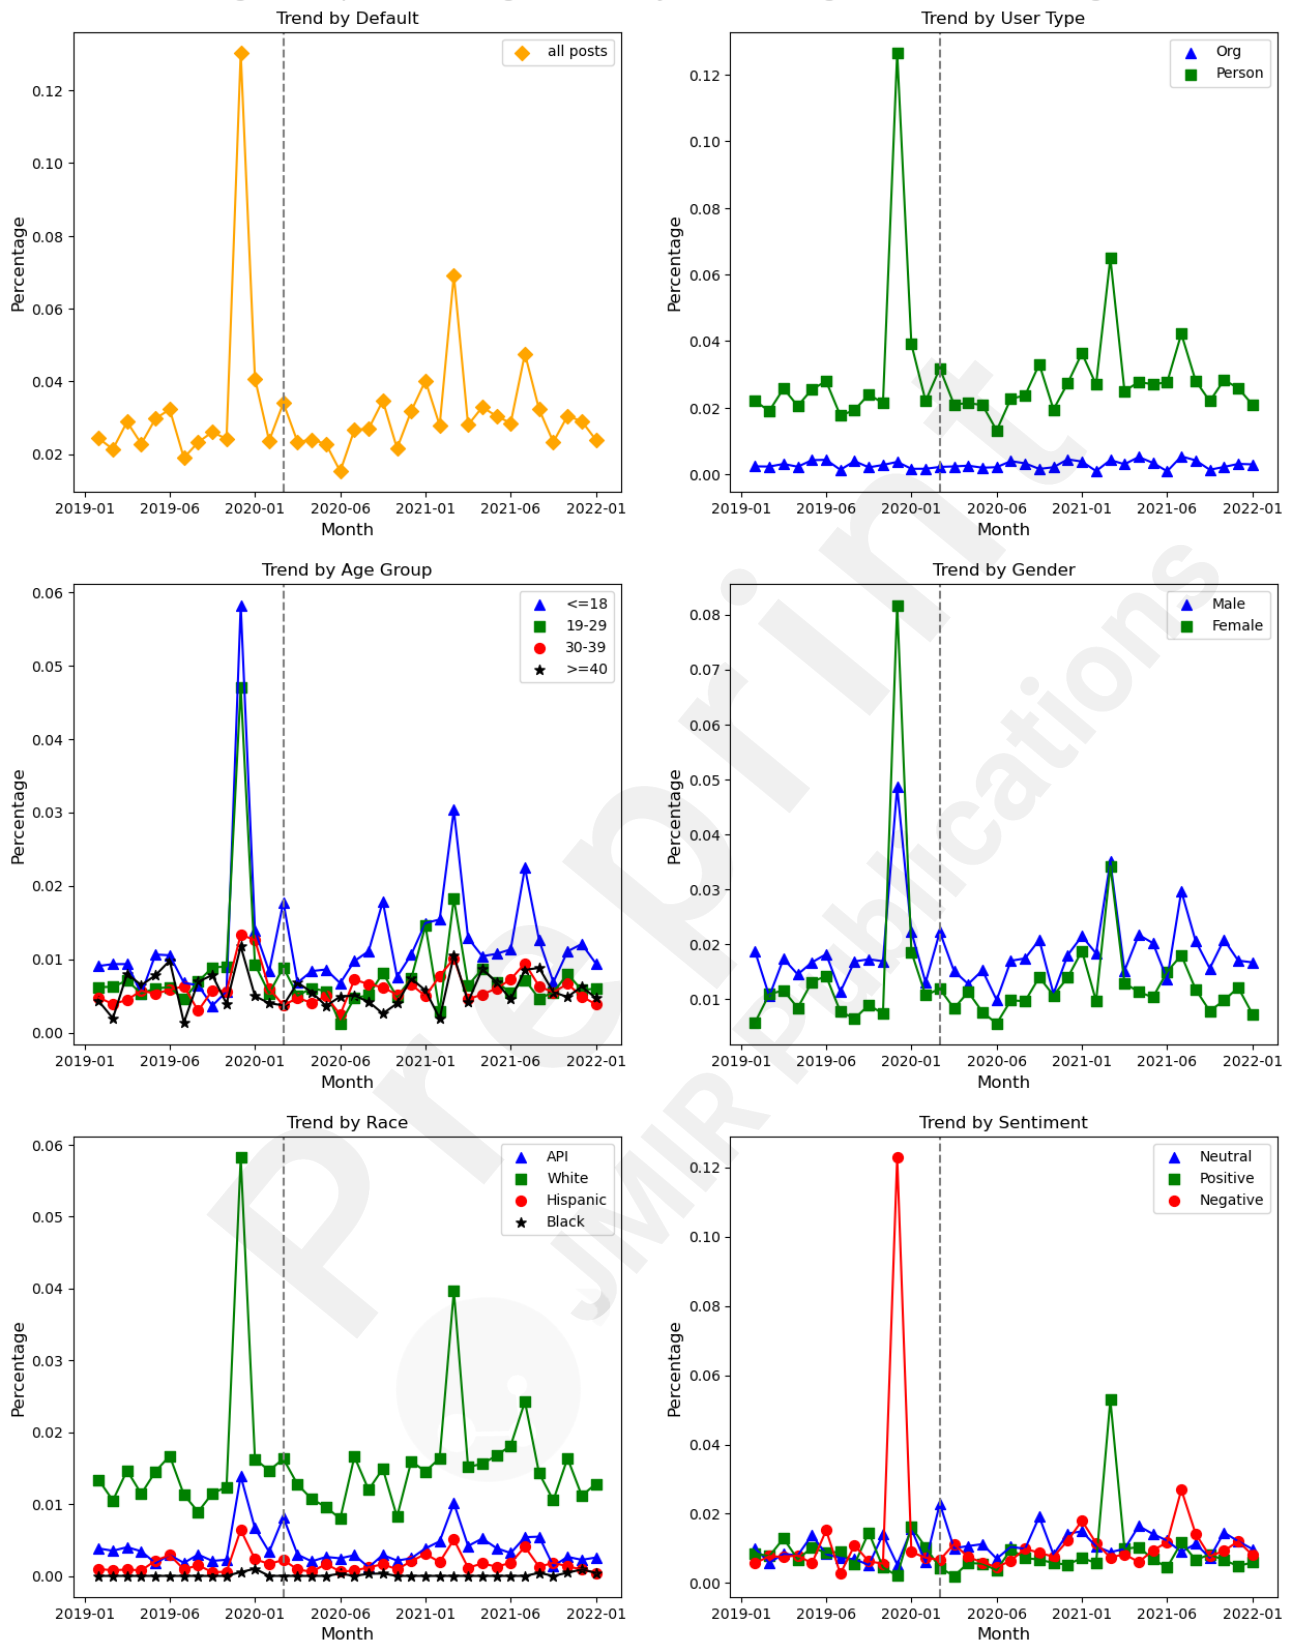 Trend by Default
all posts
0.12
0.10
0.08
0.06
0.04
0.02
Percentage
2019-01 2019-06 2020-01 2020-06 2021-01 2021-06 2022-01
Month
Trend by User Type
Org
Person
0.12
0.10
0.08
0.06
0.04
0.02
0.00
Percentage
2019-01 2019-06 2020-01 2020-06 2021-01 2021-06 2022-01
Month
Trend by Age Group
<=18
19-29
30-39
>=40
0.06
0.05
0.04
0.03
0.02
0.01
0.00
Percentage
2019-01 2019-06 2020-01 2020-06 2021-01 2021-06 2022-01
Month
Trend by Gender
Male
Female
0.08
0.07
0.06
0.05
0.04
0.03
0.02
0.01
Percentage
2019-01 2019-06 2020-01 2020-06 2021-01 2021-06 2022-01
Month
Trend by Race
API
White
Hispanic
Black
0.06
0.05
0.04
0.03
0.02
0.01
0.00
Percentage
2019-01 2019-06 2020-01 2020-06 2021-01 2021-06 2022-01
Month
Trend by Sentiment
Neutral
Positive
Negative
0.12
0.10
0.08
0.06
0.04
0.02
0.00
Percentage
2019-01 2019-06 2020-01 2020-06 2021-01 2021-06 2022-01
Month
Preprint
JMIR Publications